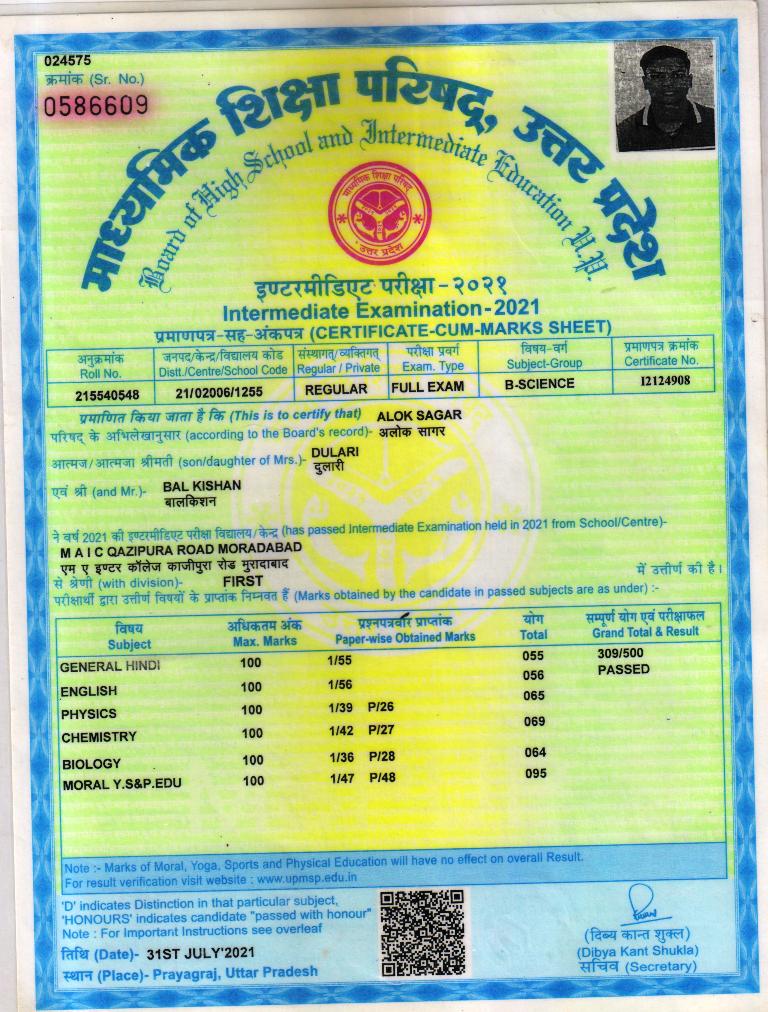 024575
क्रमांक (Sr. No.)
0586609
माध्यमिक शिक्षा परिषद्, उत्तर प्रदेश
Board of High School and Intermediate Education U.P.
माध्यमिक शिक्षा परिषद्
उत्तर प्रदेश
इण्टरमीडिएट परीक्षा - २०२१
Intermediate Examination-2021
प्रमाणपत्र-सह-अंकपत्र (CERTIFICATE-CUM-MARKS SHEET)
अनुक्रमांक जनपद/केन्द्र/विद्यालय कोड संस्थागत/व्यक्तिगत परीक्षा प्रवर्ग विषय-वर्ग प्रमाणपत्र क्रमांक
Roll No. Distt./Centre/School Code Regular / Private Exam. Type Subject-Group Certificate No.
215540548 21/02006/1255 REGULAR FULL EXAM B-SCIENCE I2124908
प्रमाणित किया जाता है कि (This is to certify that) ALOK SAGAR
परिषद् के अभिलेखानुसार (according to the Board's record)- अलोक सागर
आत्मज/आत्मजा श्रीमती (son/daughter of Mrs.)- DULARI
दुलारी
एवं श्री (and Mr.)- BAL KISHAN
बालकिशन
ने वर्ष 2021 की इण्टरमीडिएट परीक्षा विद्यालय/केन्द्र (has passed Intermediate Examination held in 2021 from School/Centre)-
M A I C QAZIPURA ROAD MORADABAD
एम ए इण्टर कॉलेज काजीपुरा रोड मुरादाबाद
से श्रेणी (with division)- FIRST में उत्तीर्ण की है।
परीक्षार्थी द्वारा उत्तीर्ण विषयों के प्राप्तांक निम्नवत हैं (Marks obtained by the candidate in passed subjects are as under) :-
विषय अधिकतम अंक प्रश्नपत्रवार प्राप्तांक योग सम्पूर्ण योग एवं परीक्षाफल
Subject Max. Marks Paper-wise Obtained Marks Total Grand Total & Result
GENERAL HINDI 100 1/55 055 309/500
ENGLISH 100 1/56 056 PASSED
PHYSICS 100 1/39 P/26 065
CHEMISTRY 100 1/42 P/27 069
BIOLOGY 100 1/36 P/28 064
MORAL Y.S&P.EDU 100 1/47 P/48 095
Note :- Marks of Moral, Yoga, Sports and Physical Education will have no effect on overall Result.
For result verification visit website : www.upmsp.edu.in
'D' indicates Distinction in that particular subject,
'HONOURS' indicates candidate "passed with honour"
Note : For Important Instructions see overleaf
तिथि (Date)- 31ST JULY'2021
स्थान (Place)- Prayagraj, Uttar Pradesh
(दिब्य कान्त शुक्ल)
(Dibya Kant Shukla)
सचिव (Secretary)